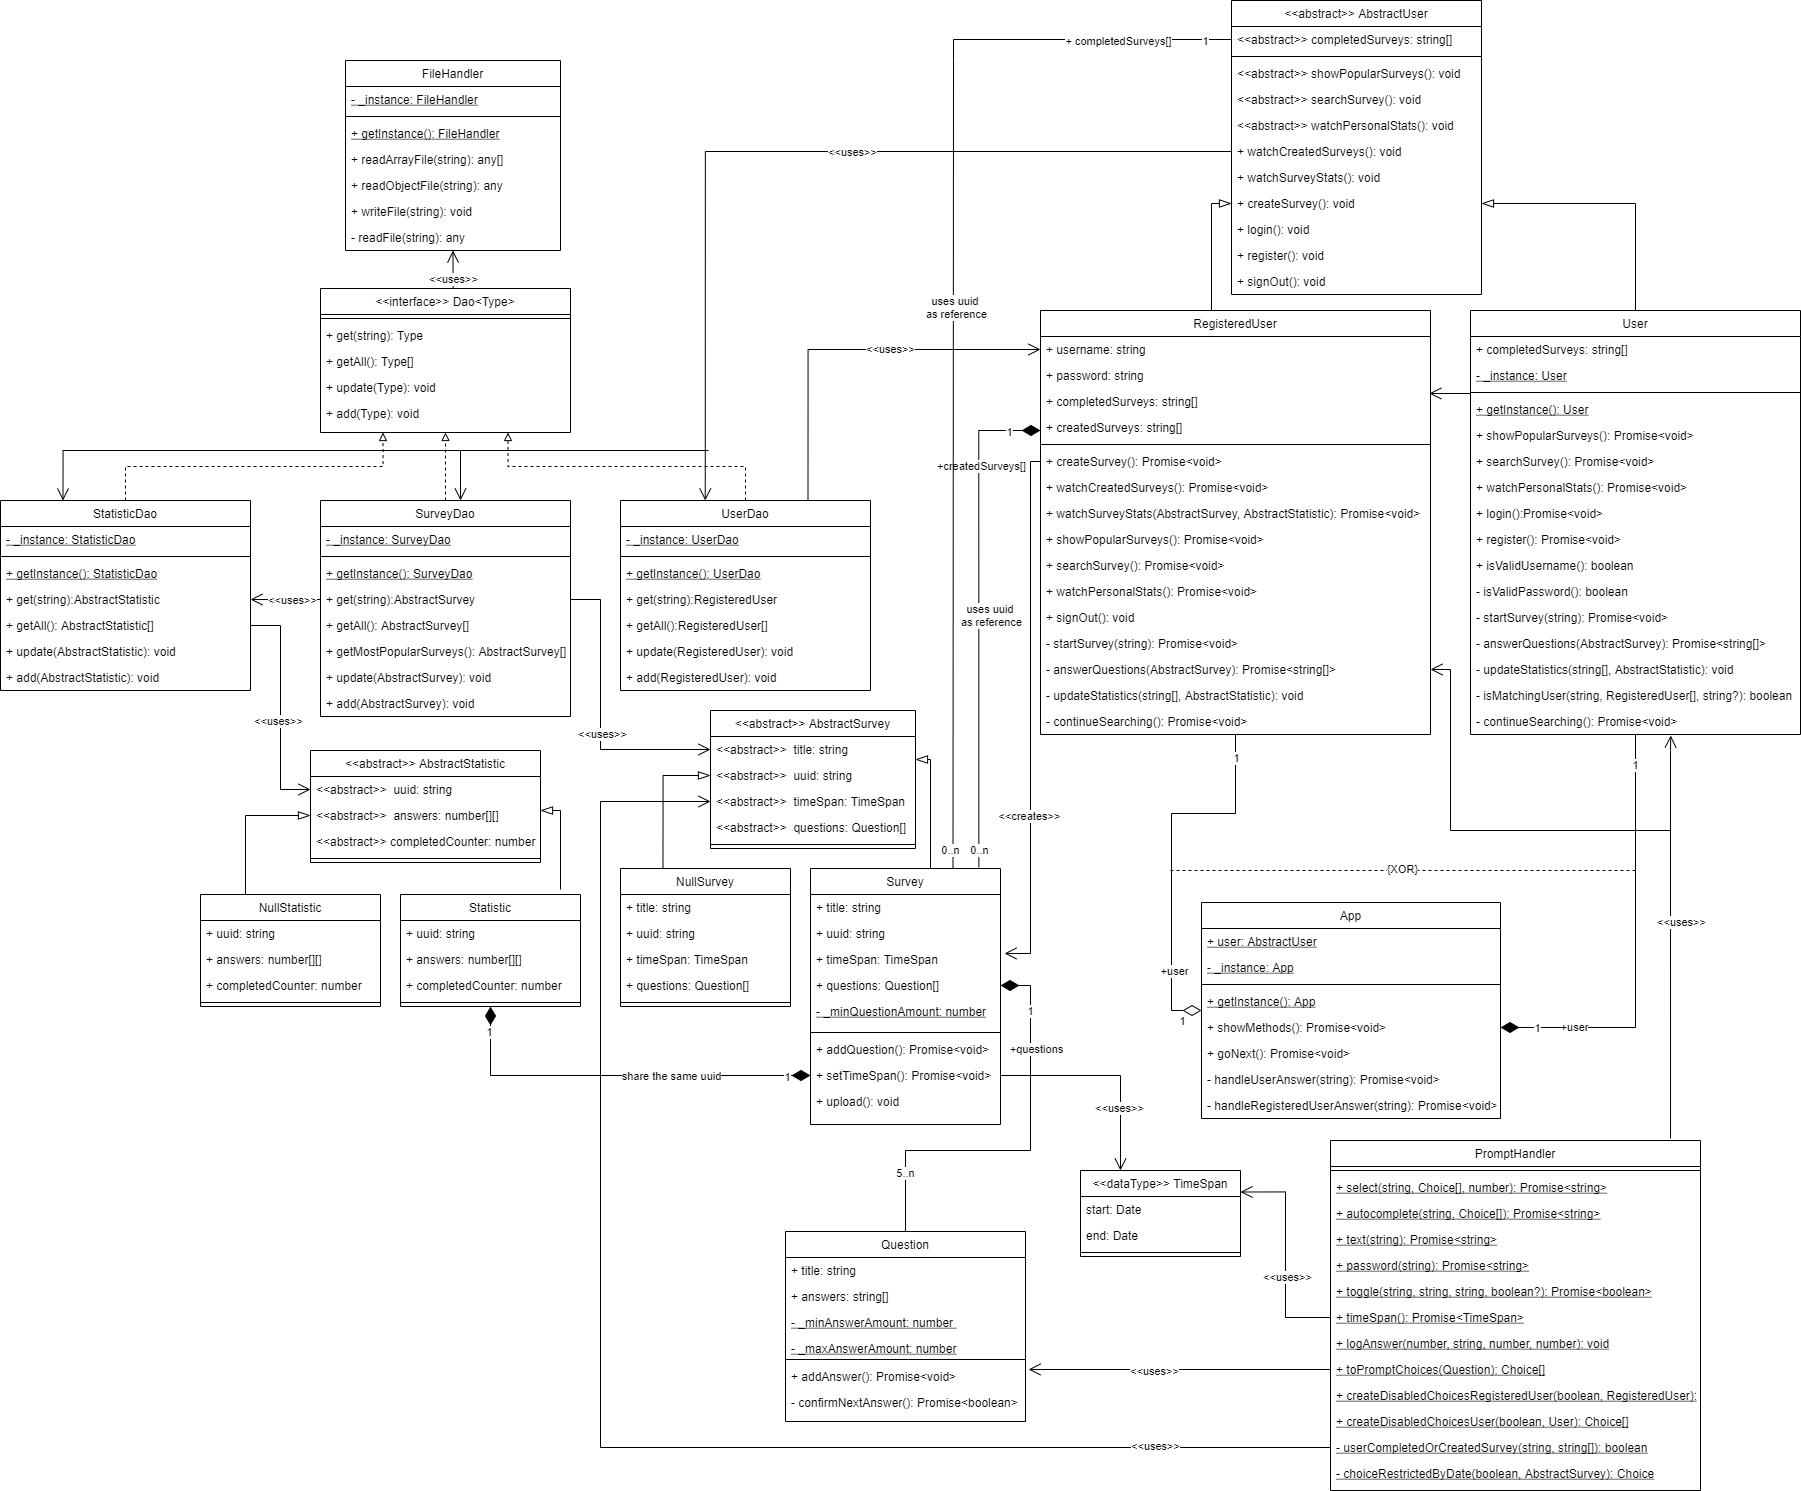 <<abstract>> AbstractUser
<<abstract>> completedSurveys: string[]
<<abstract>> showPopularSurveys(): void
<<abstract>> searchSurvey(): void
<<abstract>> watchPersonalStats(): void
+ watchCreatedSurveys(): void
+ watchSurveyStats(): void
+ createSurvey(): void
+ login(): void
+ register(): void
+ signOut(): void
+ completedSurveys[]
1
<<uses>>
uses uuid
as reference
FileHandler
- _instance: FileHandler
+ getInstance(): FileHandler
+ readArrayFile(string): any[]
+ readObjectFile(string): any
+ writeFile(string): void
- readFile(string): any
<<uses>>
<<interface>> Dao<Type>
+ get(string): Type
+ getAll(): Type[]
+ update(Type): void
+ add(Type): void
<<uses>>
RegisteredUser
+ username: string
+ password: string
+ completedSurveys: string[]
+ createdSurveys: string[]
+ createSurvey(): Promise<void>
+ watchCreatedSurveys(): Promise<void>
+ watchSurveyStats(AbstractSurvey, AbstractStatistic): Promise<void>
+ showPopularSurveys(): Promise<void>
+ searchSurvey(): Promise<void>
+ watchPersonalStats(): Promise<void>
+ signOut(): void
- startSurvey(string): Promise<void>
- answerQuestions(AbstractSurvey): Promise<string[]>
- updateStatistics(string[], AbstractStatistic): void
- continueSearching(): Promise<void>
User
+ completedSurveys: string[]
- _instance: User
+ getInstance(): User
+ showPopularSurveys(): Promise<void>
+ searchSurvey(): Promise<void>
+ watchPersonalStats(): Promise<void>
+ login():Promise<void>
+ register(): Promise<void>
+ isValidUsername(): boolean
- isValidPassword(): boolean
- startSurvey(string): Promise<void>
- answerQuestions(AbstractSurvey): Promise<string[]>
- updateStatistics(string[], AbstractStatistic): void
- isMatchingUser(string, RegisteredUser[], string?): boolean
- continueSearching(): Promise<void>
1
+createdSurveys[]
uses uuid
as reference
StatisticDao
- _instance: StatisticDao
+ getInstance(): StatisticDao
+ get(string):AbstractStatistic
+ getAll(): AbstractStatistic[]
+ update(AbstractStatistic): void
+ add(AbstractStatistic): void
<<uses>>
SurveyDao
- _instance: SurveyDao
+ getInstance(): SurveyDao
+ get(string):AbstractSurvey
+ getAll(): AbstractSurvey[]
+ getMostPopularSurveys(): AbstractSurvey[]
+ update(AbstractSurvey): void
+ add(AbstractSurvey): void
UserDao
- _instance: UserDao
+ getInstance(): UserDao
+ get(string):RegisteredUser
+ getAll():RegisteredUser[]
+ update(RegisteredUser): void
+ add(RegisteredUser): void
<<uses>>
<<uses>>
<<abstract>> AbstractStatistic
<<abstract>> uuid: string
<<abstract>> answers: number[][]
<<abstract>> completedCounter: number
<<abstract>> AbstractSurvey
<<abstract>> title: string
<<abstract>> uuid: string
<<abstract>> timeSpan: TimeSpan
<<abstract>> questions: Question[]
<<creates>>
0..n
0..n
1
1
{XOR}
<<uses>>
NullStatistic
+ uuid: string
+ answers: number[][]
+ completedCounter: number
Statistic
+ uuid: string
+ answers: number[][]
+ completedCounter: number
NullSurvey
+ title: string
+ uuid: string
+ timeSpan: TimeSpan
+ questions: Question[]
Survey
+ title: string
+ uuid: string
+ timeSpan: TimeSpan
+ questions: Question[]
- _minQuestionAmount: number
+ addQuestion(): Promise<void>
+ setTimeSpan(): Promise<void>
+ upload(): void
App
+ user: AbstractUser
- _instance: App
+ getInstance(): App
+ showMethods(): Promise<void>
+ goNext(): Promise<void>
- handleUserAnswer(string): Promise<void>
- handleRegisteredUserAnswer(string): Promise<void>
+user
1
1
+user
1
share the same uuid
1
1
+questions
5..n
<<uses>>
<<dataType>> TimeSpan
start: Date
end: Date
<<uses>>
Question
+ title: string
+ answers: string[]
- _minAnswerAmount: number
- _maxAnswerAmount: number
+ addAnswer(): Promise<void>
- confirmNextAnswer(): Promise<boolean>
<<uses>>
<<uses>>
PromptHandler
+ select(string, Choice[], number): Promise<string>
+ autocomplete(string, Choice[]): Promise<string>
+ text(string): Promise<string>
+ password(string): Promise<string>
+ toggle(string, string, string, boolean?): Promise<boolean>
+ timeSpan(): Promise<TimeSpan>
+ logAnswer(number, string, number, number): void
+ toPromptChoices(Question): Choice[]
+ createDisabledChoicesRegisteredUser(boolean, RegisteredUser):
+ createDisabledChoicesUser(boolean, User): Choice[]
- userCompletedOrCreatedSurvey(string, string[]): boolean
- choiceRestrictedByDate(boolean, AbstractSurvey): Choice